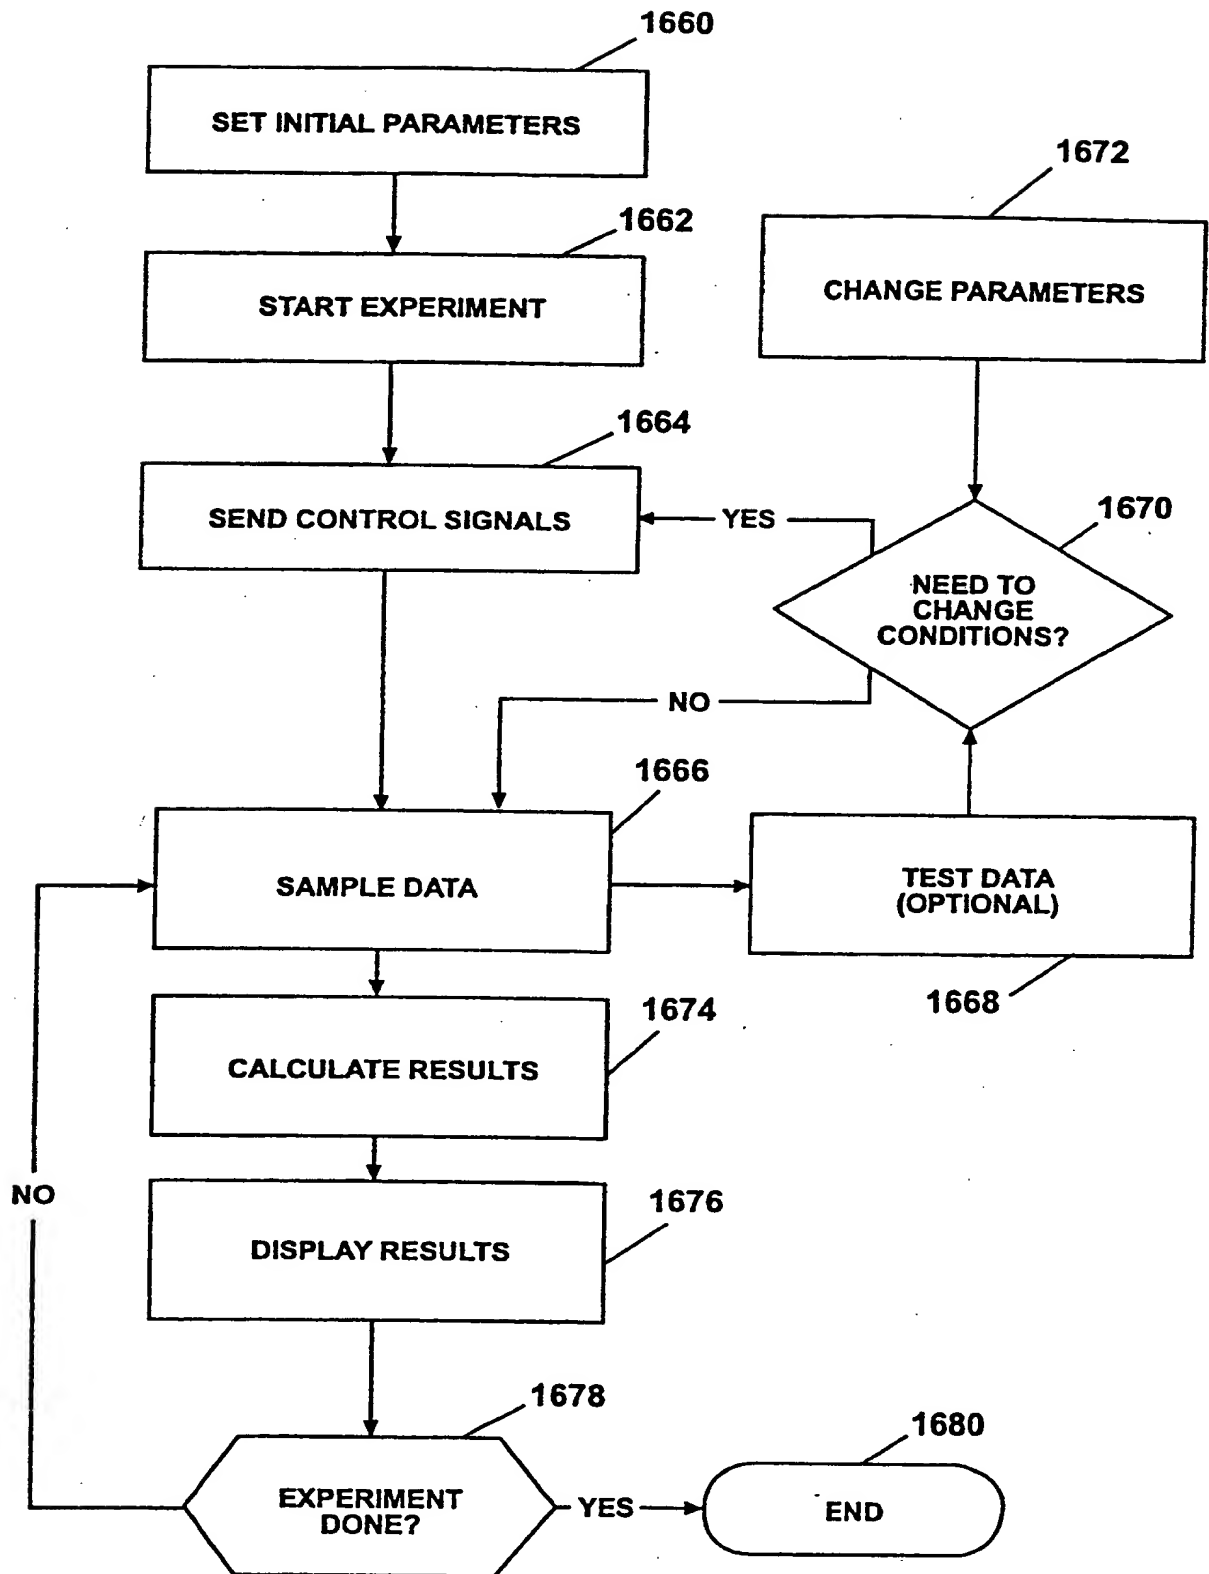 1660
SET INITIAL PARAMETERS
1672
1662
CHANGE PARAMETERS
START EXPERIMENT
1664
SEND CONTROL SIGNALS
YES
1670
NEED TO
CHANGE
CONDITIONS?
NO
1666
SAMPLE DATA
TEST DATA
(OPTIONAL)
1668
1674
CALCULATE RESULTS
NO
1676
DISPLAY RESULTS
1678
1680
EXPERIMENT
DONE?
YES
END